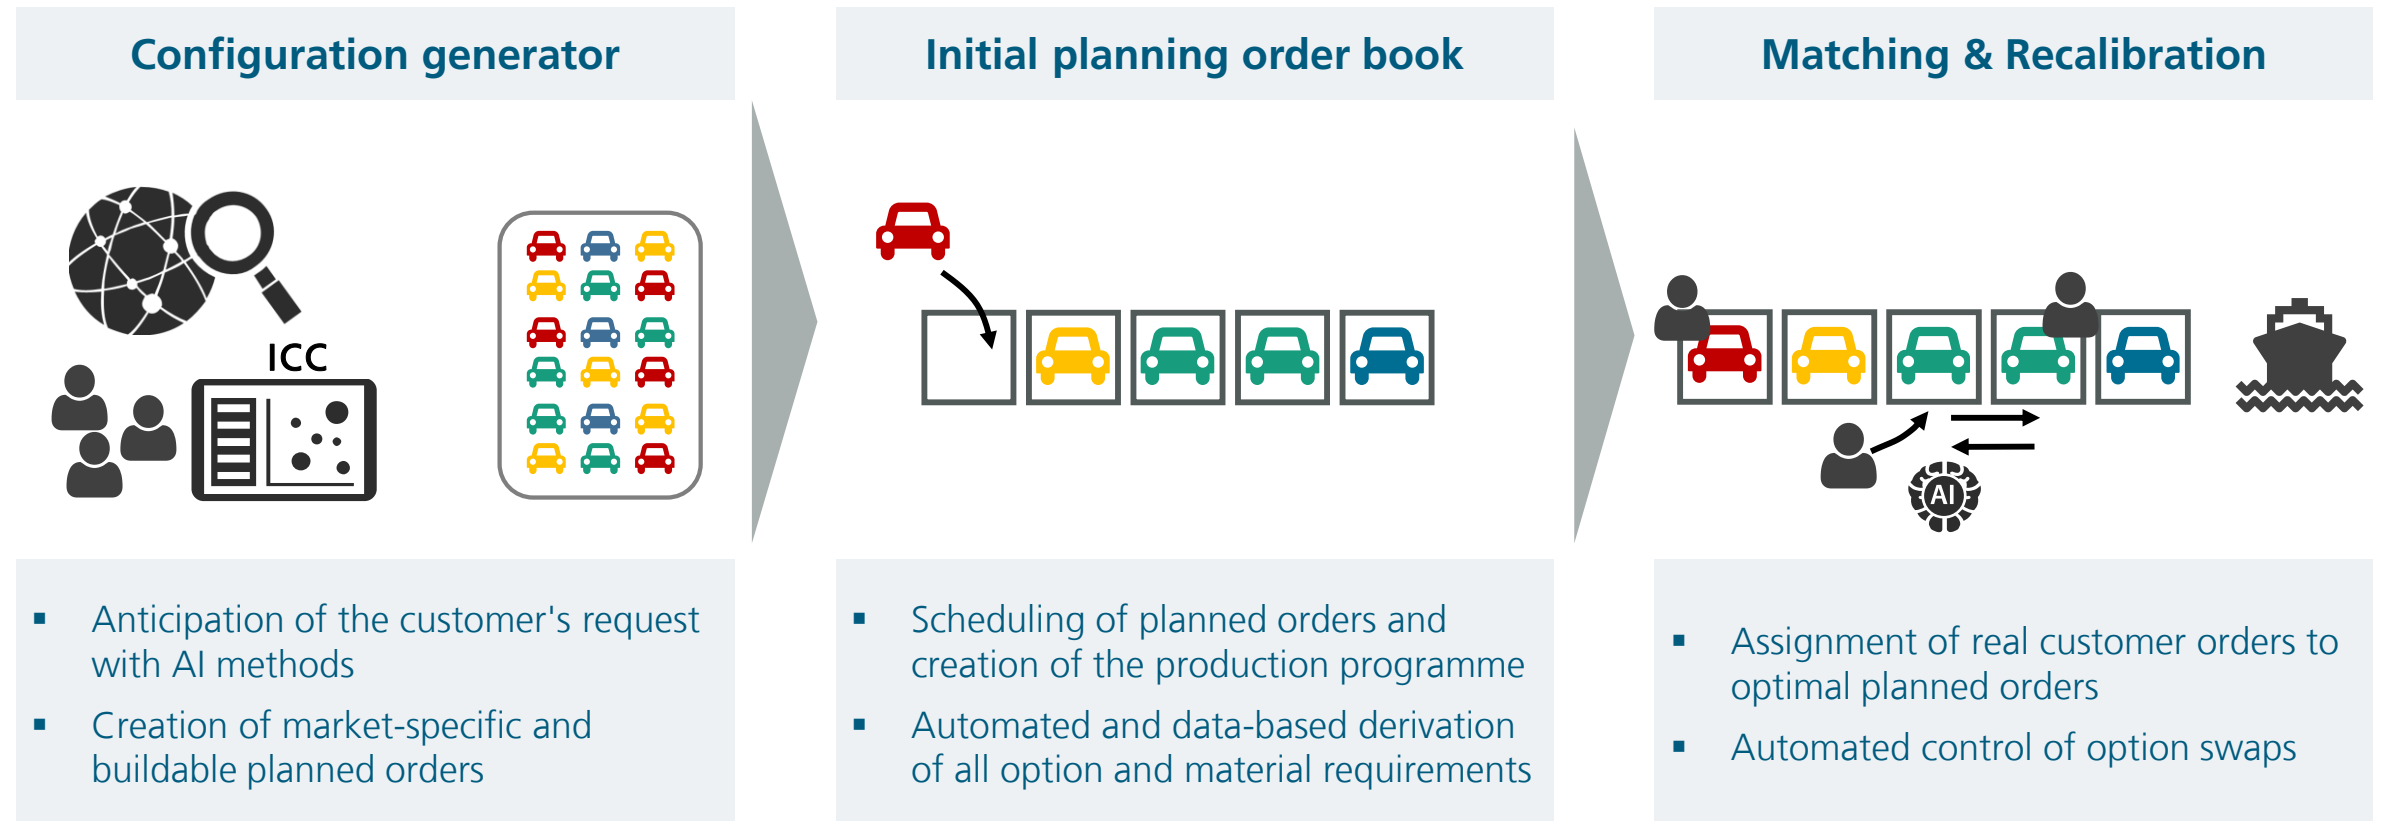 Configuration generator
Initial planning order book
Matching & Recalibration
ICC
AI
▪ Anticipation of the customer's request
with AI methods
▪ Creation of market-specific and
buildable planned orders
▪ Scheduling of planned orders and
creation of the production programme
▪ Automated and data-based derivation
of all option and material requirements
▪ Assignment of real customer orders to
optimal planned orders
▪ Automated control of option swaps